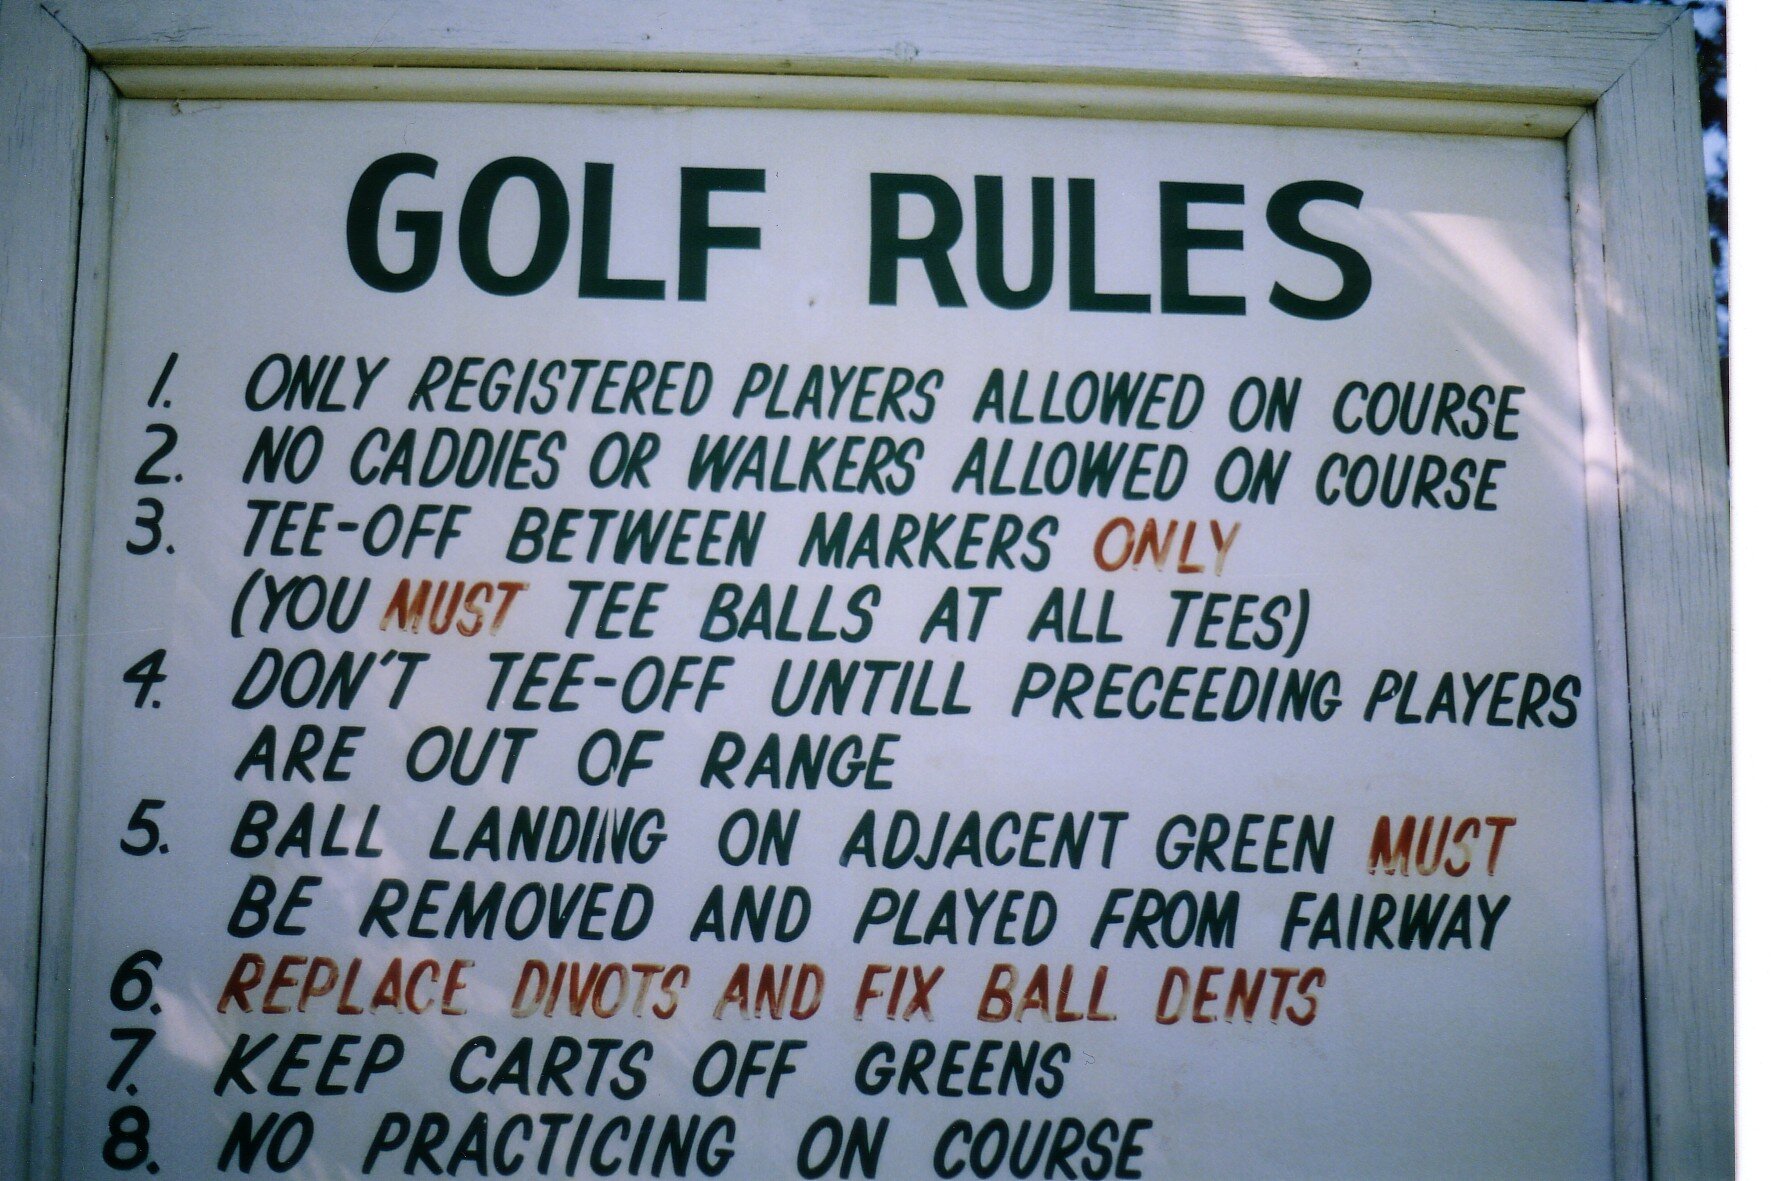 GOLF RULES
1. ONLY REGISTERED PLAYERS ALLOWED ON COURSE
2. NO CADDIES OR WALKERS ALLOWED ON COURSE
3. TEE-OFF BETWEEN MARKERS ONLY
(YOU MUST TEE BALLS AT ALL TEES)
4. DON'T TEE-OFF UNTILL PRECEEDING PLAYERS
ARE OUT OF RANGE
5. BALL LANDING ON ADJACENT GREEN MUST
BE REMOVED AND PLAYED FROM FAIRWAY
6. REPLACE DIVOTS AND FIX BALL DENTS
7. KEEP CARTS OFF GREENS
8. NO PRACTICING ON COURSE